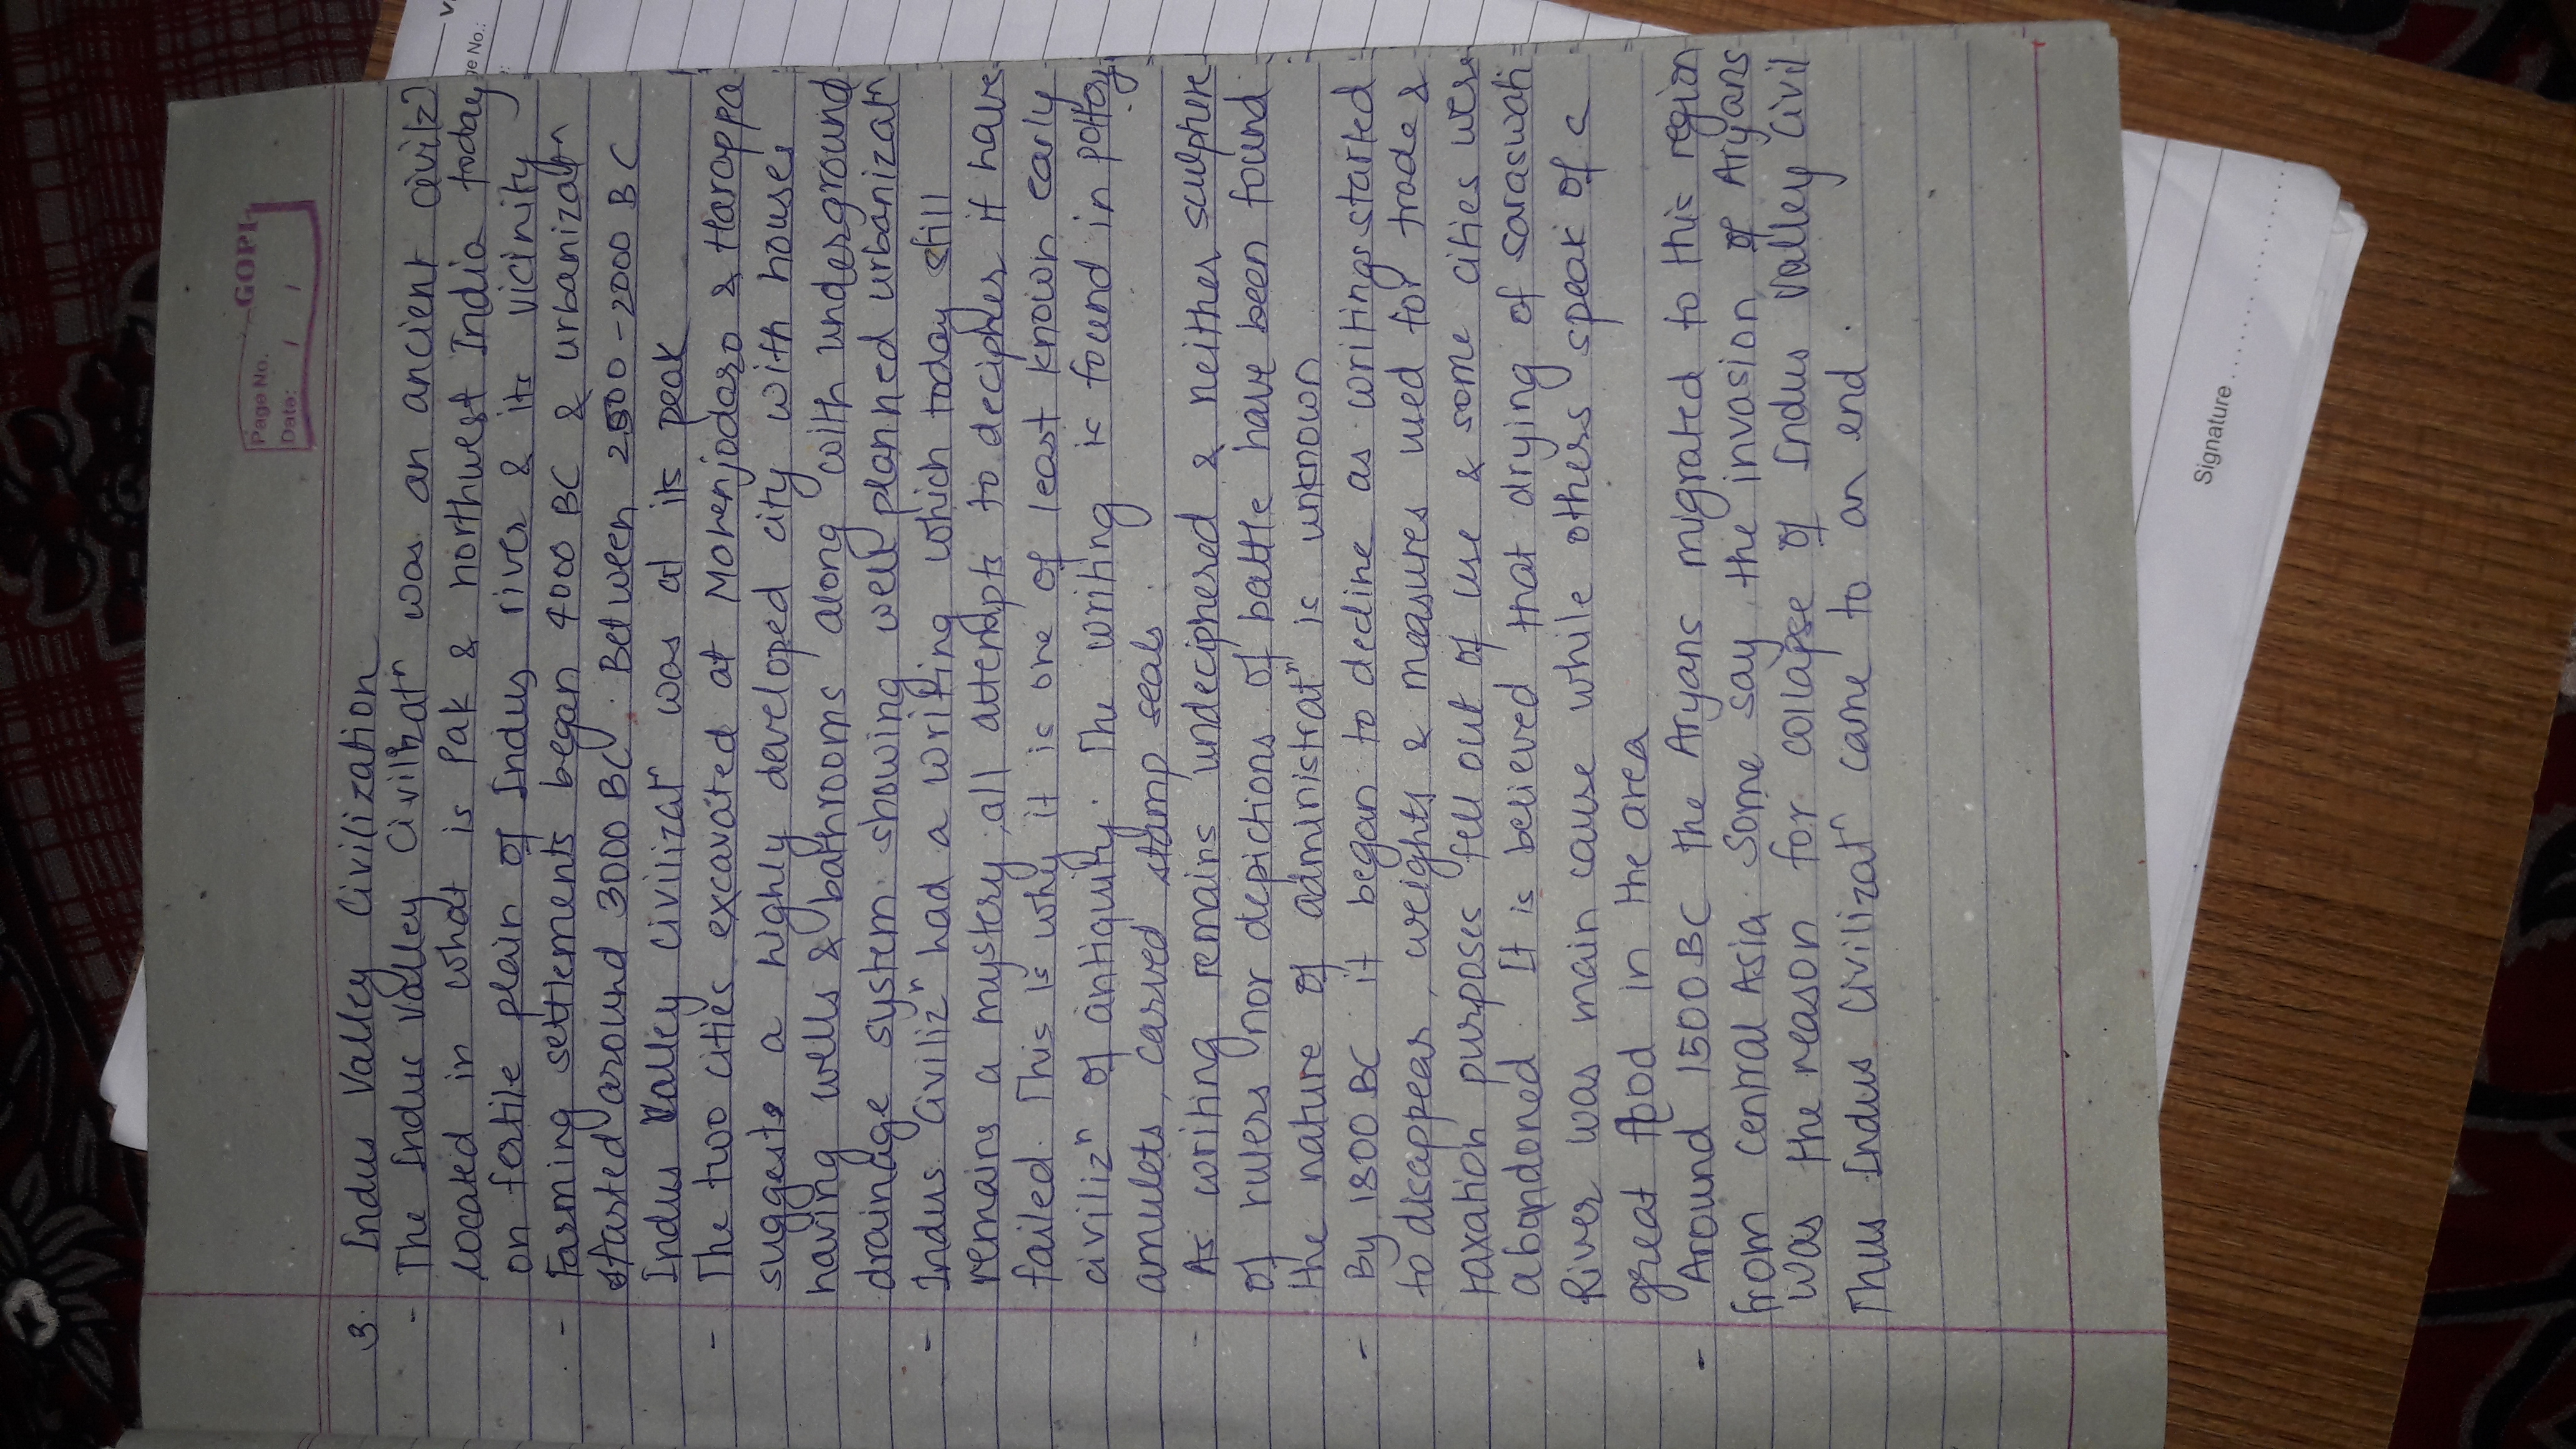 GOPI
Page No.
Date: / /
3. Indus Valley Civilization
- The Indus Valley Civilizatⁿ was an ancient civilzⁿ
located in what is Pak & northwest India today
on fertile plain of Indus river & its vicinity
- Farming settlements began 4000 BC & urbanizatⁿ
started around 3000 BC. Between 2500-2000 BC
Indus Valley civilizatⁿ was at its peak
- The two cities excavated at Mohenjodaro & Harappa
suggests a highly developed city with houses
having wells & bathrooms along with underground
drainage system showing well planned urbanizatⁿ
- Indus Civilizⁿ had a writing which today still
remains a mystery, all attempts to decipher it have
failed. This is why it is one of least known early
civilizⁿ of antiquity. The writing is found in pottery,
amulets, carved stamp seals.
- As writing remains undeciphered & neither sculpture
of rulers nor depictions of battle have been found
the nature of administratⁿ is unknown
- By 1800 BC it began to decline as writings started
to disappear, weights & measures used for trade &
taxation purposes fell out of use & some cities were
abandoned. It is believed that drying of Saraswati
River was main cause while others speak of a
great flood in the area
- Around 1500 BC the Aryans migrated to this region
from Central Asia. Some say the invasion of Aryans
was the reason for collapse of Indus Valley Civil
Thus Indus Civilizatⁿ came to an end.
ge No.:
Signature